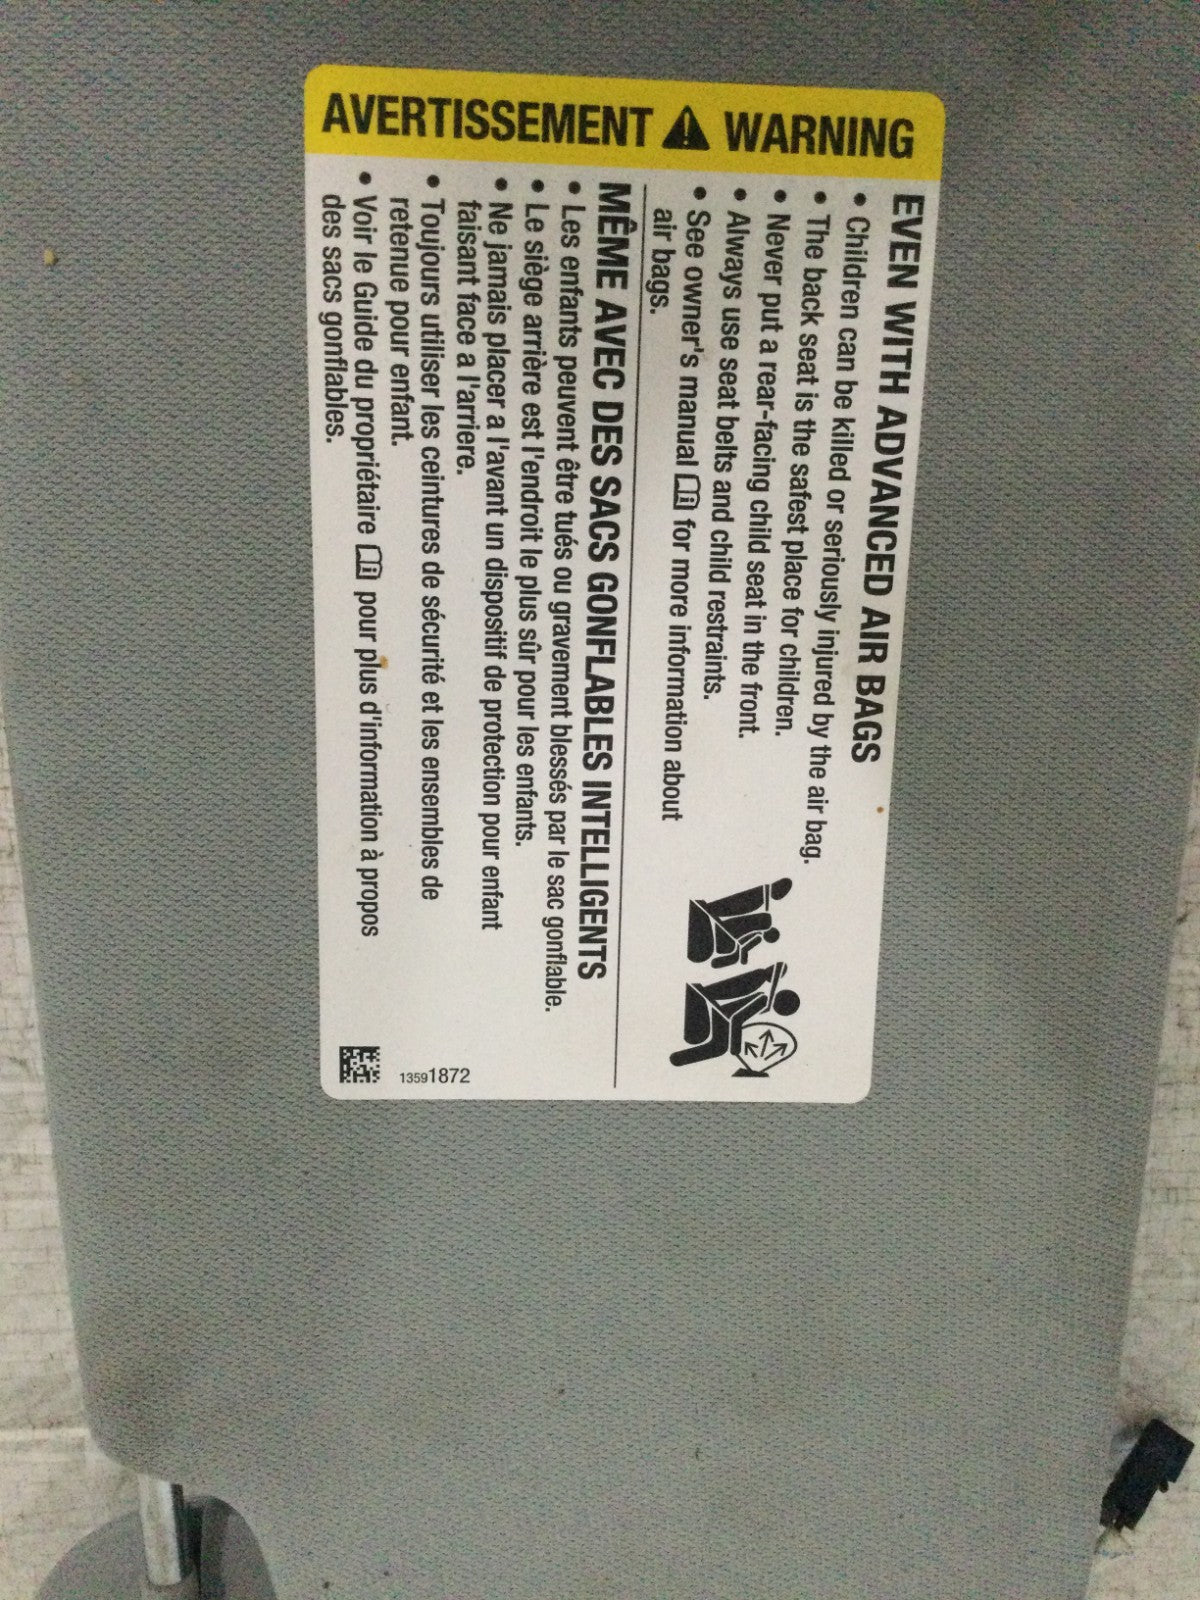 AVERTISSEMENT WARNING
EVEN WITH ADVANCED AIR BAGS
• Children can be killed or seriously injured by the air bag.
• The back seat is the safest place for children.
• Never put a rear-facing child seat in the front.
• Always use seat belts and child restraints.
• See owner's manual for more information about
air bags.
MÊME AVEC DES SACS GONFLABLES INTELLIGENTS
• Les enfants peuvent être tués ou gravement blessés par le sac gonflable.
• Le siège arrière est l'endroit le plus sûr pour les enfants.
• Ne jamais placer a l'avant un dispositif de protection pour enfant
faisant face a l'arriere.
• Toujours utiliser les ceintures de sécurité et les ensembles de
retenue pour enfant.
• Voir le Guide du propriétaire pour plus d'information à propos
des sacs gonflables.
13591872